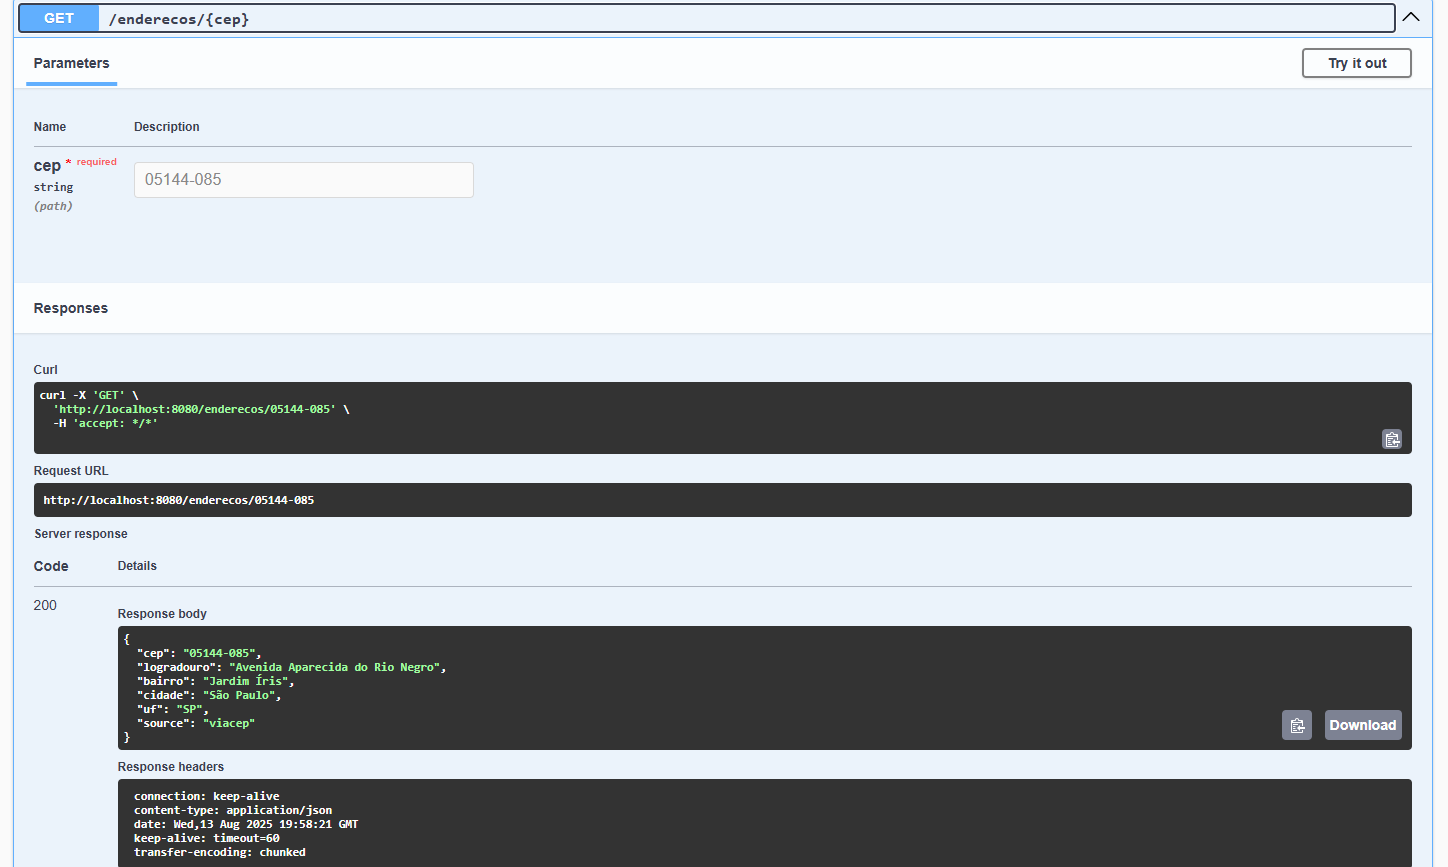 GET /enderecos/{cep}
Parameters
Try it out
Name Description
cep * required
string
(path)
05144-085
Responses
Curl
curl -X 'GET' \
'http://localhost:8080/enderecos/05144-085' \
-H 'accept: */*'
Request URL
http://localhost:8080/enderecos/05144-085
Server response
Code Details
200
Response body
{
"cep": "05144-085",
"logradouro": "Avenida Aparecida do Rio Negro",
"bairro": "Jardim Íris",
"cidade": "São Paulo",
"uf": "SP",
"source": "viacep"
}
Download
Response headers
connection: keep-alive
content-type: application/json
date: Wed,13 Aug 2025 19:58:21 GMT
keep-alive: timeout=60
transfer-encoding: chunked